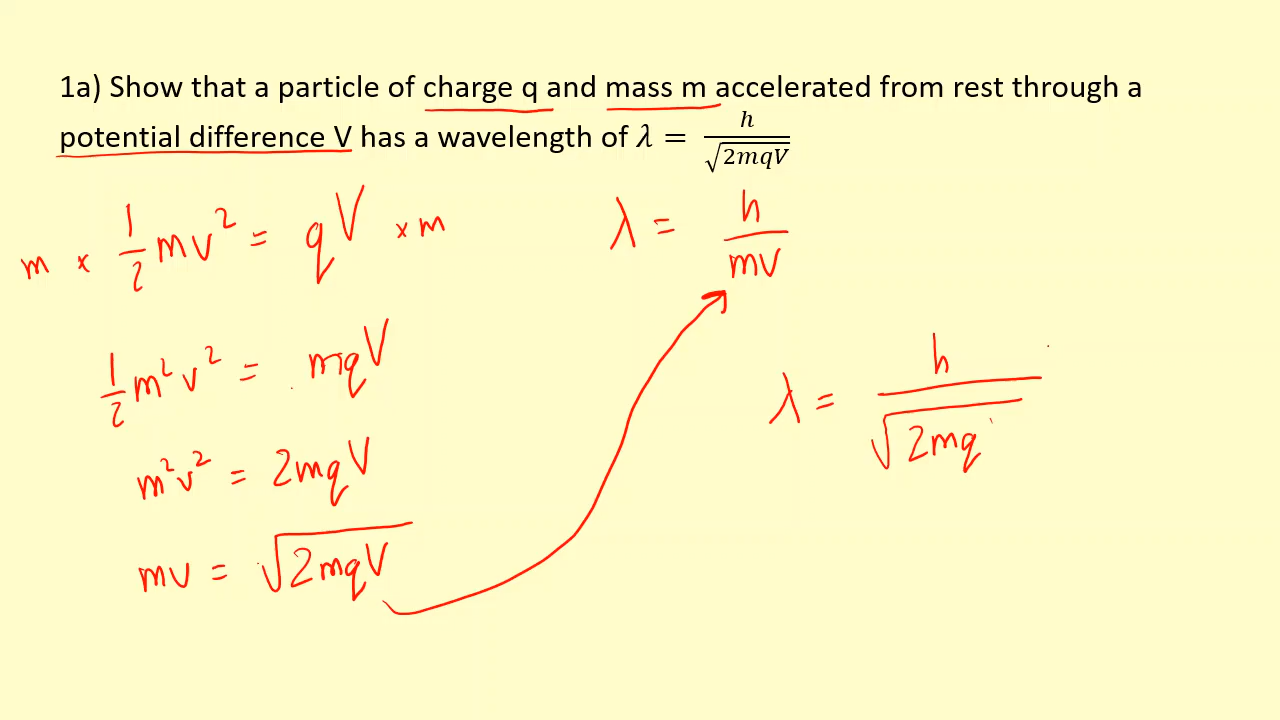 1a) Show that a particle of charge q and mass m accelerated from rest through a
potential difference V has a wavelength of λ = h/√(2mqV)
m × 1/2 mv² = qV × m
1/2 m²v² = mqV
m²v² = 2mqV
mv = √(2mqV)
λ = h/mv
λ = h/√(2mq